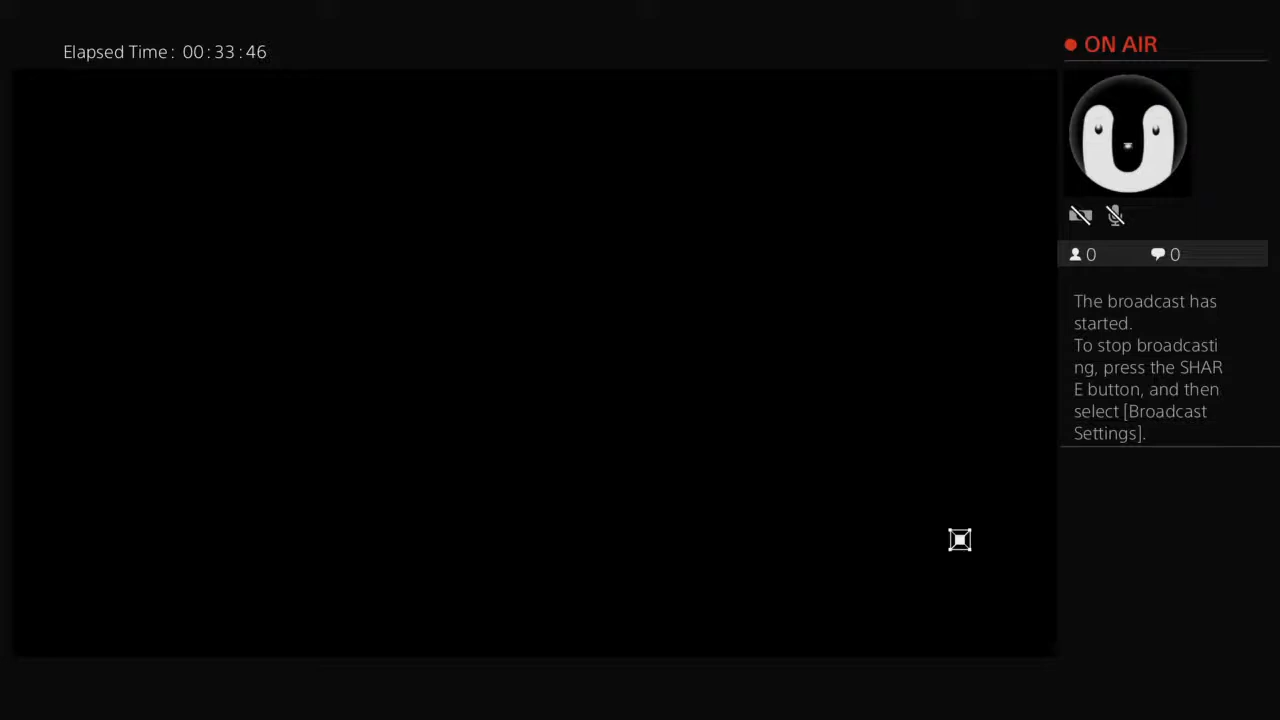 Elapsed Time: 00:33:46
ON AIR
0 0
The broadcast has
started.
To stop broadcasti
ng, press the SHAR
E button, and then
select [Broadcast
Settings].